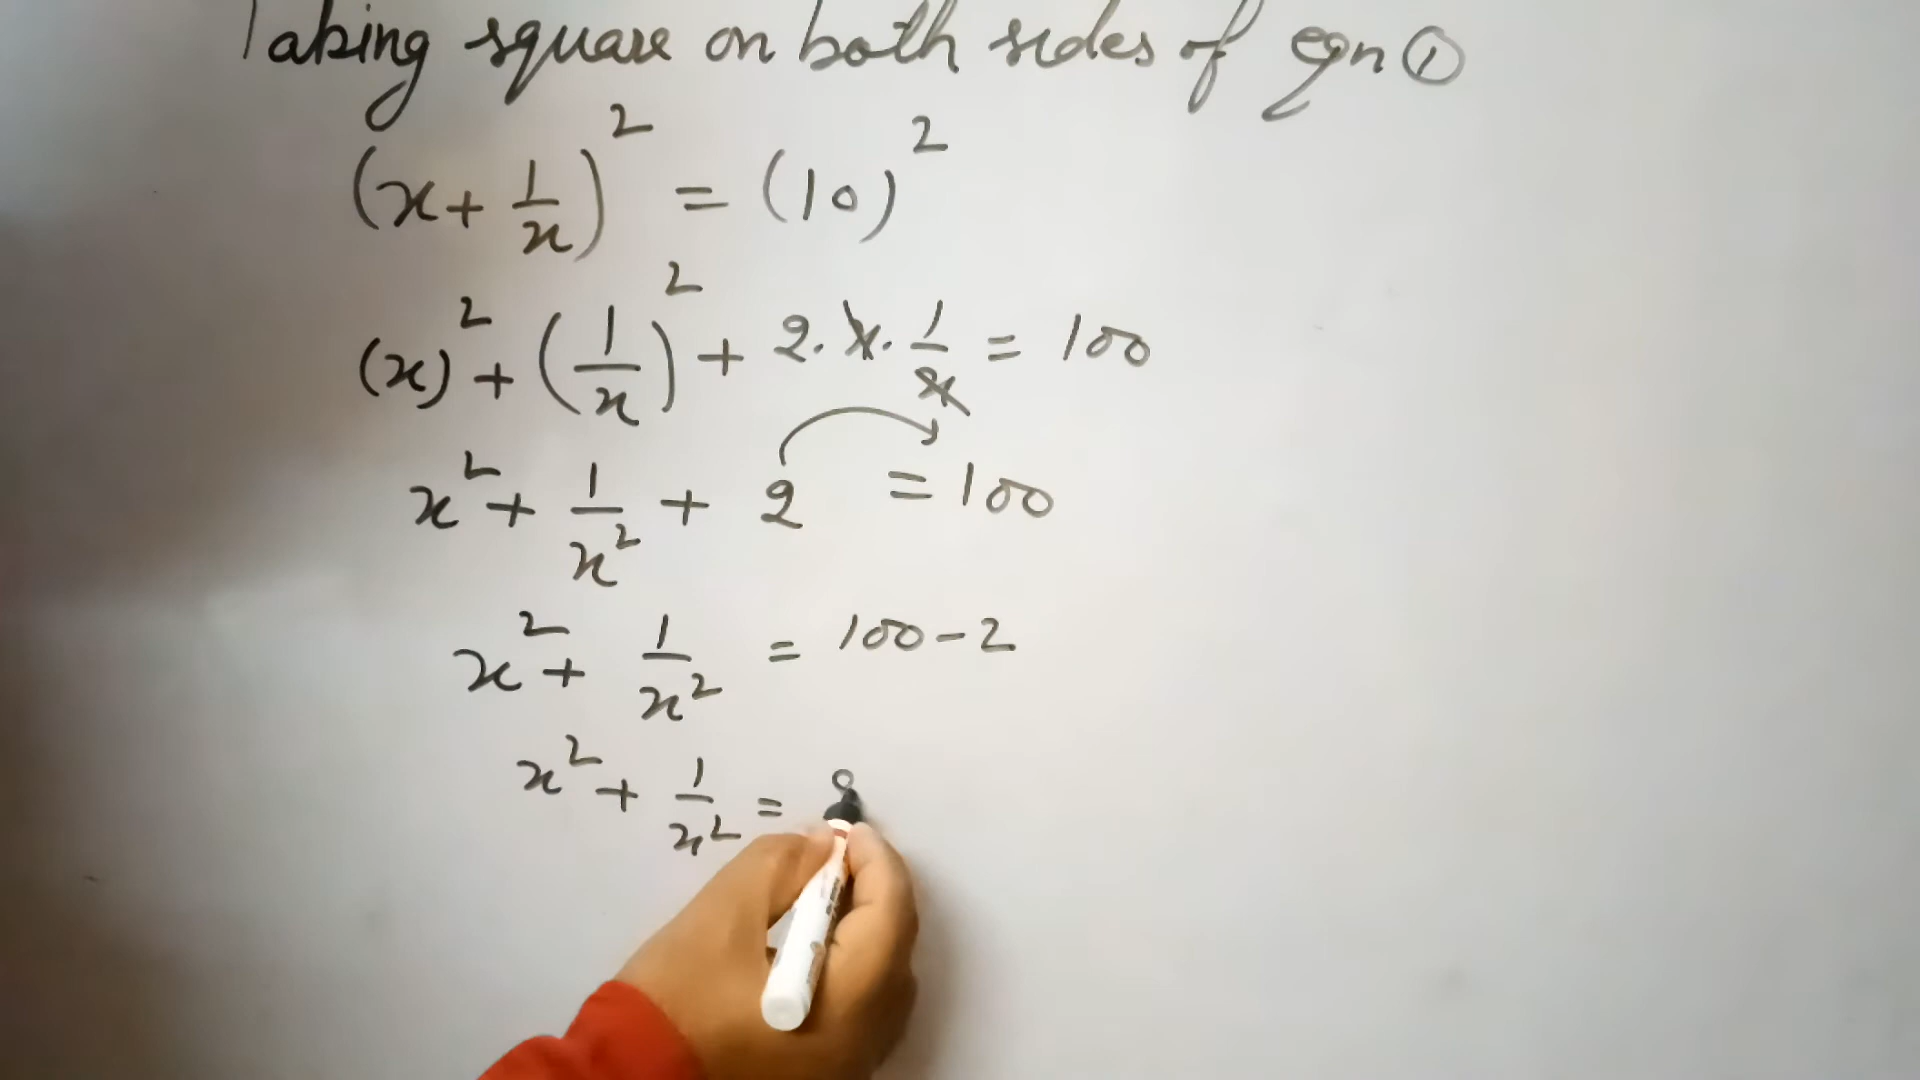 Taking square on both sides of eqn ①
(x + 1/x)² = (10)²
(x)² + (1/x)² + 2 . x . 1/x = 100
x² + 1/x² + 2 = 100
x² + 1/x² = 100 - 2
x² + 1/x² =